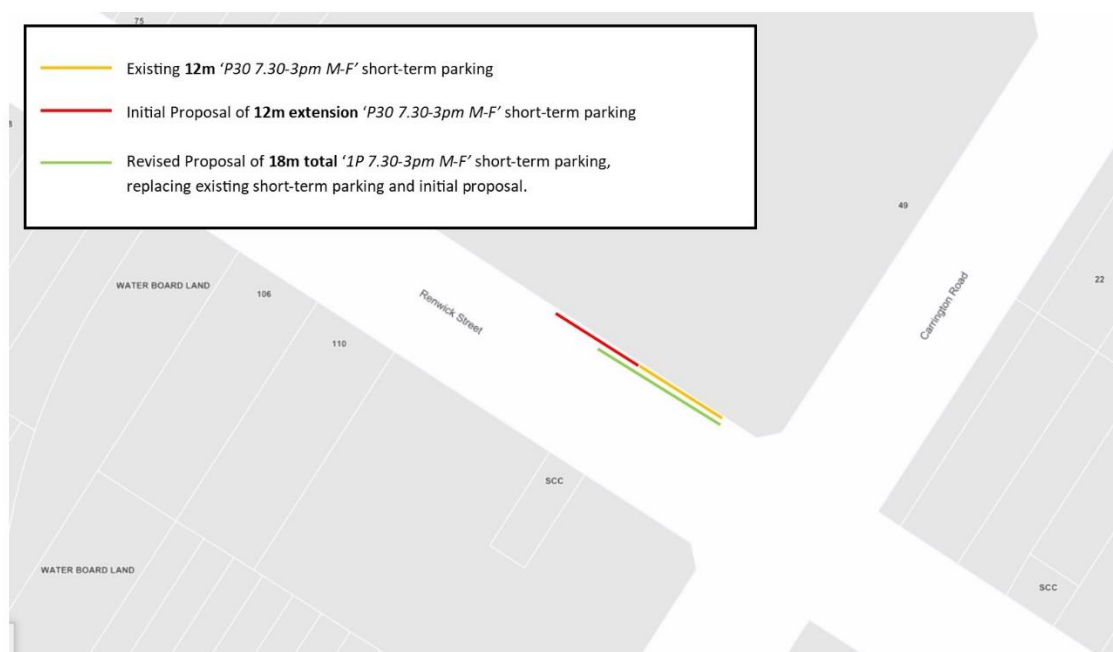 75
Existing 12m ‘P30 7.30-3pm M-F’ short-term parking
Initial Proposal of 12m extension ‘P30 7.30-3pm M-F’ short-term parking
Revised Proposal of 18m total ‘1P 7.30-3pm M-F’ short-term parking,
replacing existing short-term parking and initial proposal.
49
22
WATER BOARD LAND
106
Renwick Street
Carrington Road
110
SCC
WATER BOARD LAND
SCC